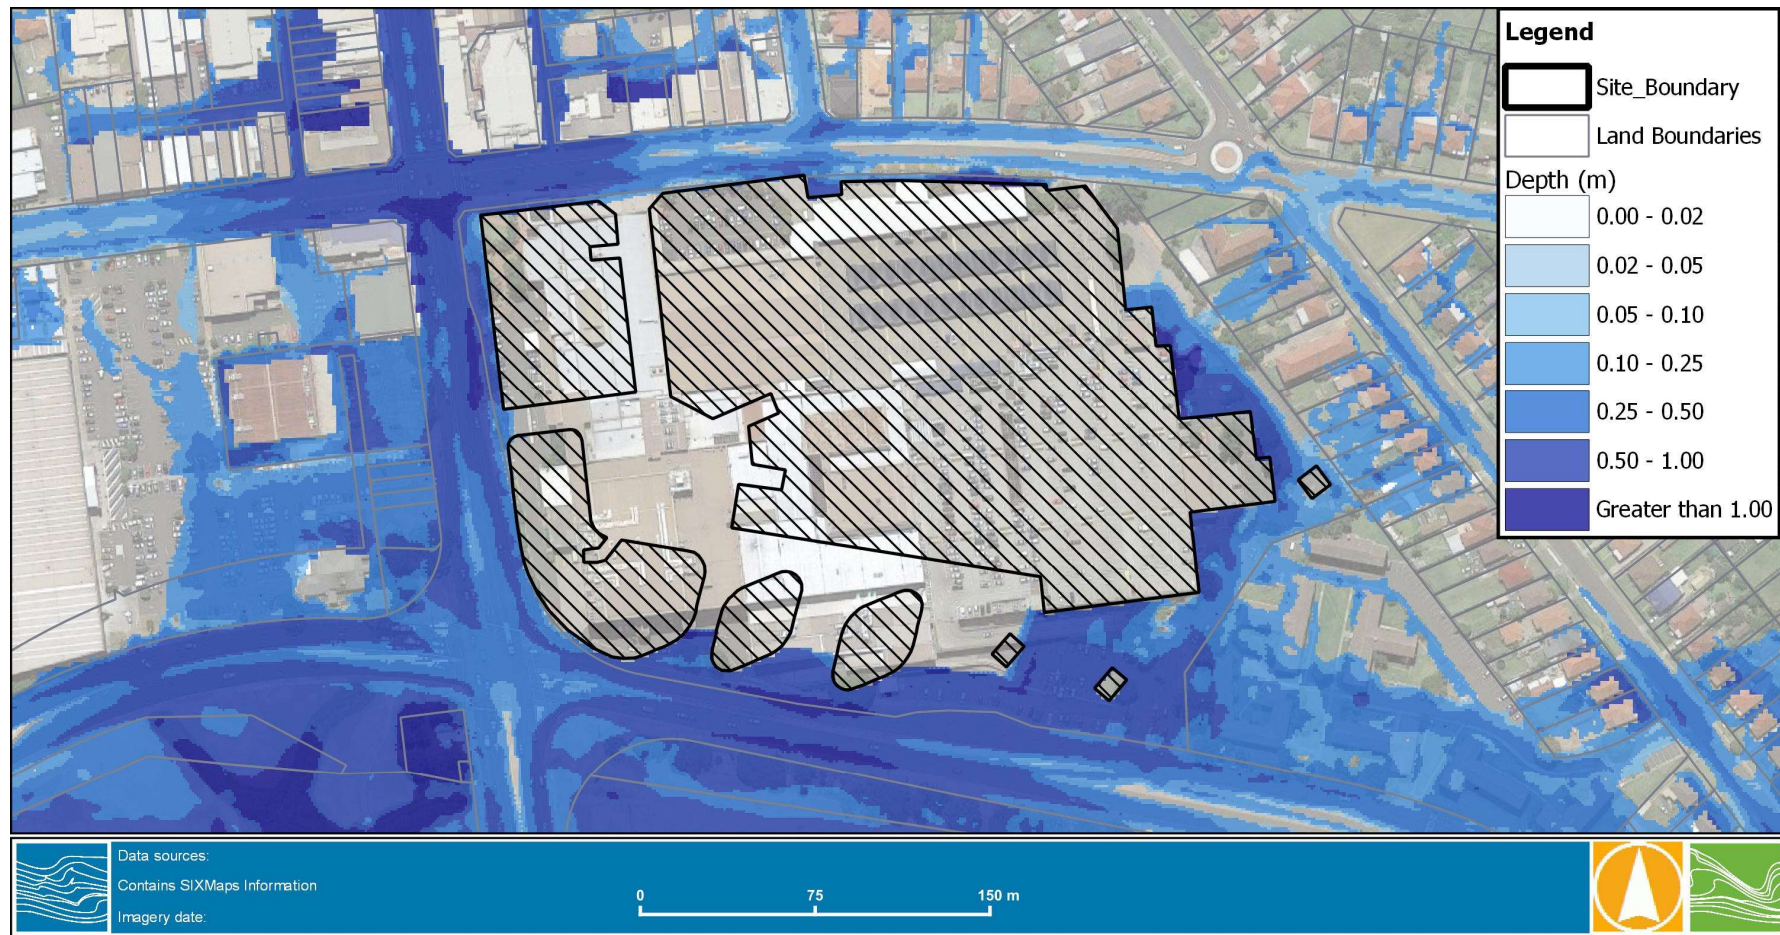 Legend
Site_Boundary
Land Boundaries
Depth (m)
0.00 - 0.02
0.02 - 0.05
0.05 - 0.10
0.10 - 0.25
0.25 - 0.50
0.50 - 1.00
Greater than 1.00
Data sources:
Contains SIXMaps Information
Imagery date:
0 75 150 m